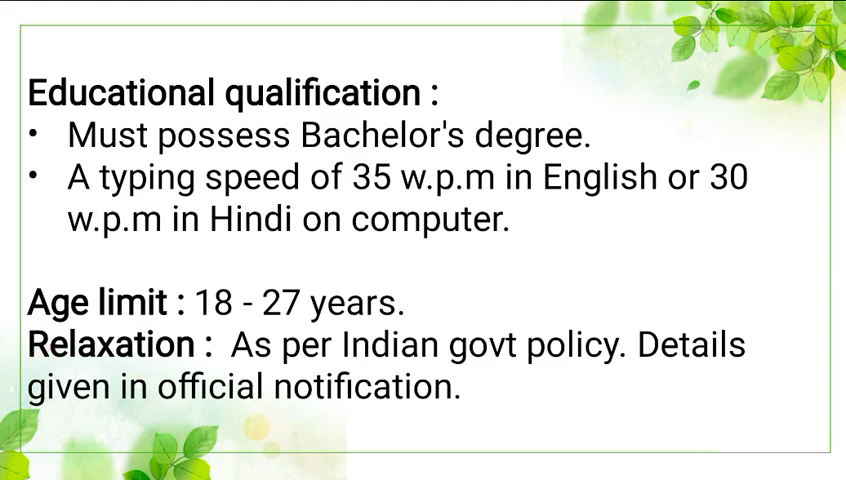 Educational qualification :
• Must possess Bachelor's degree.
• A typing speed of 35 w.p.m in English or 30
w.p.m in Hindi on computer.
Age limit : 18 - 27 years.
Relaxation : As per Indian govt policy. Details
given in official notification.